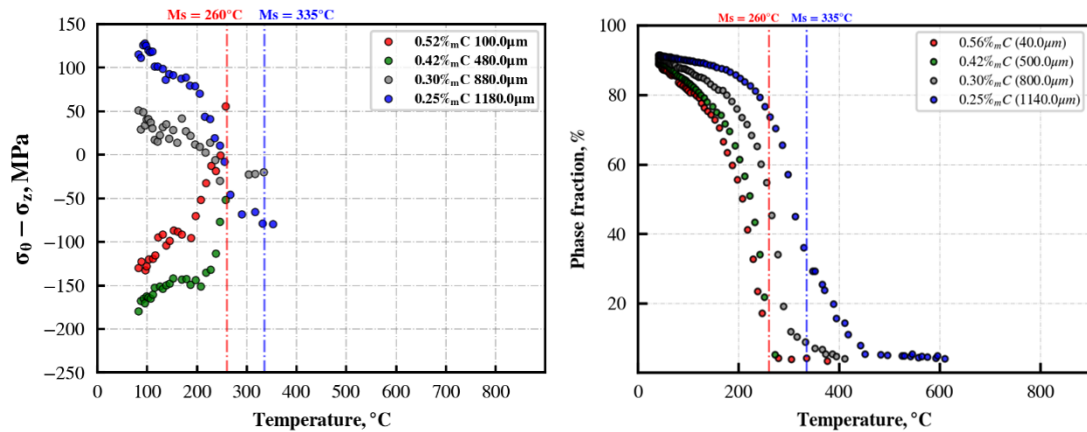 Ms = 260°C Ms = 335°C
0.52%mC 100.0μm
0.42%mC 480.0μm
0.30%mC 880.0μm
0.25%mC 1180.0μm
σ0 − σz, MPa
150
100
50
0
−50
−100
−150
−200
−250
0 100 200 300 400 500 600 700 800
Temperature, °C
Ms = 260°C Ms = 335°C
0.56%mC (40.0μm)
0.42%mC (500.0μm)
0.30%mC (800.0μm)
0.25%mC (1140.0μm)
Phase fraction, %
100
80
60
40
20
0 200 400 600 800
Temperature, °C